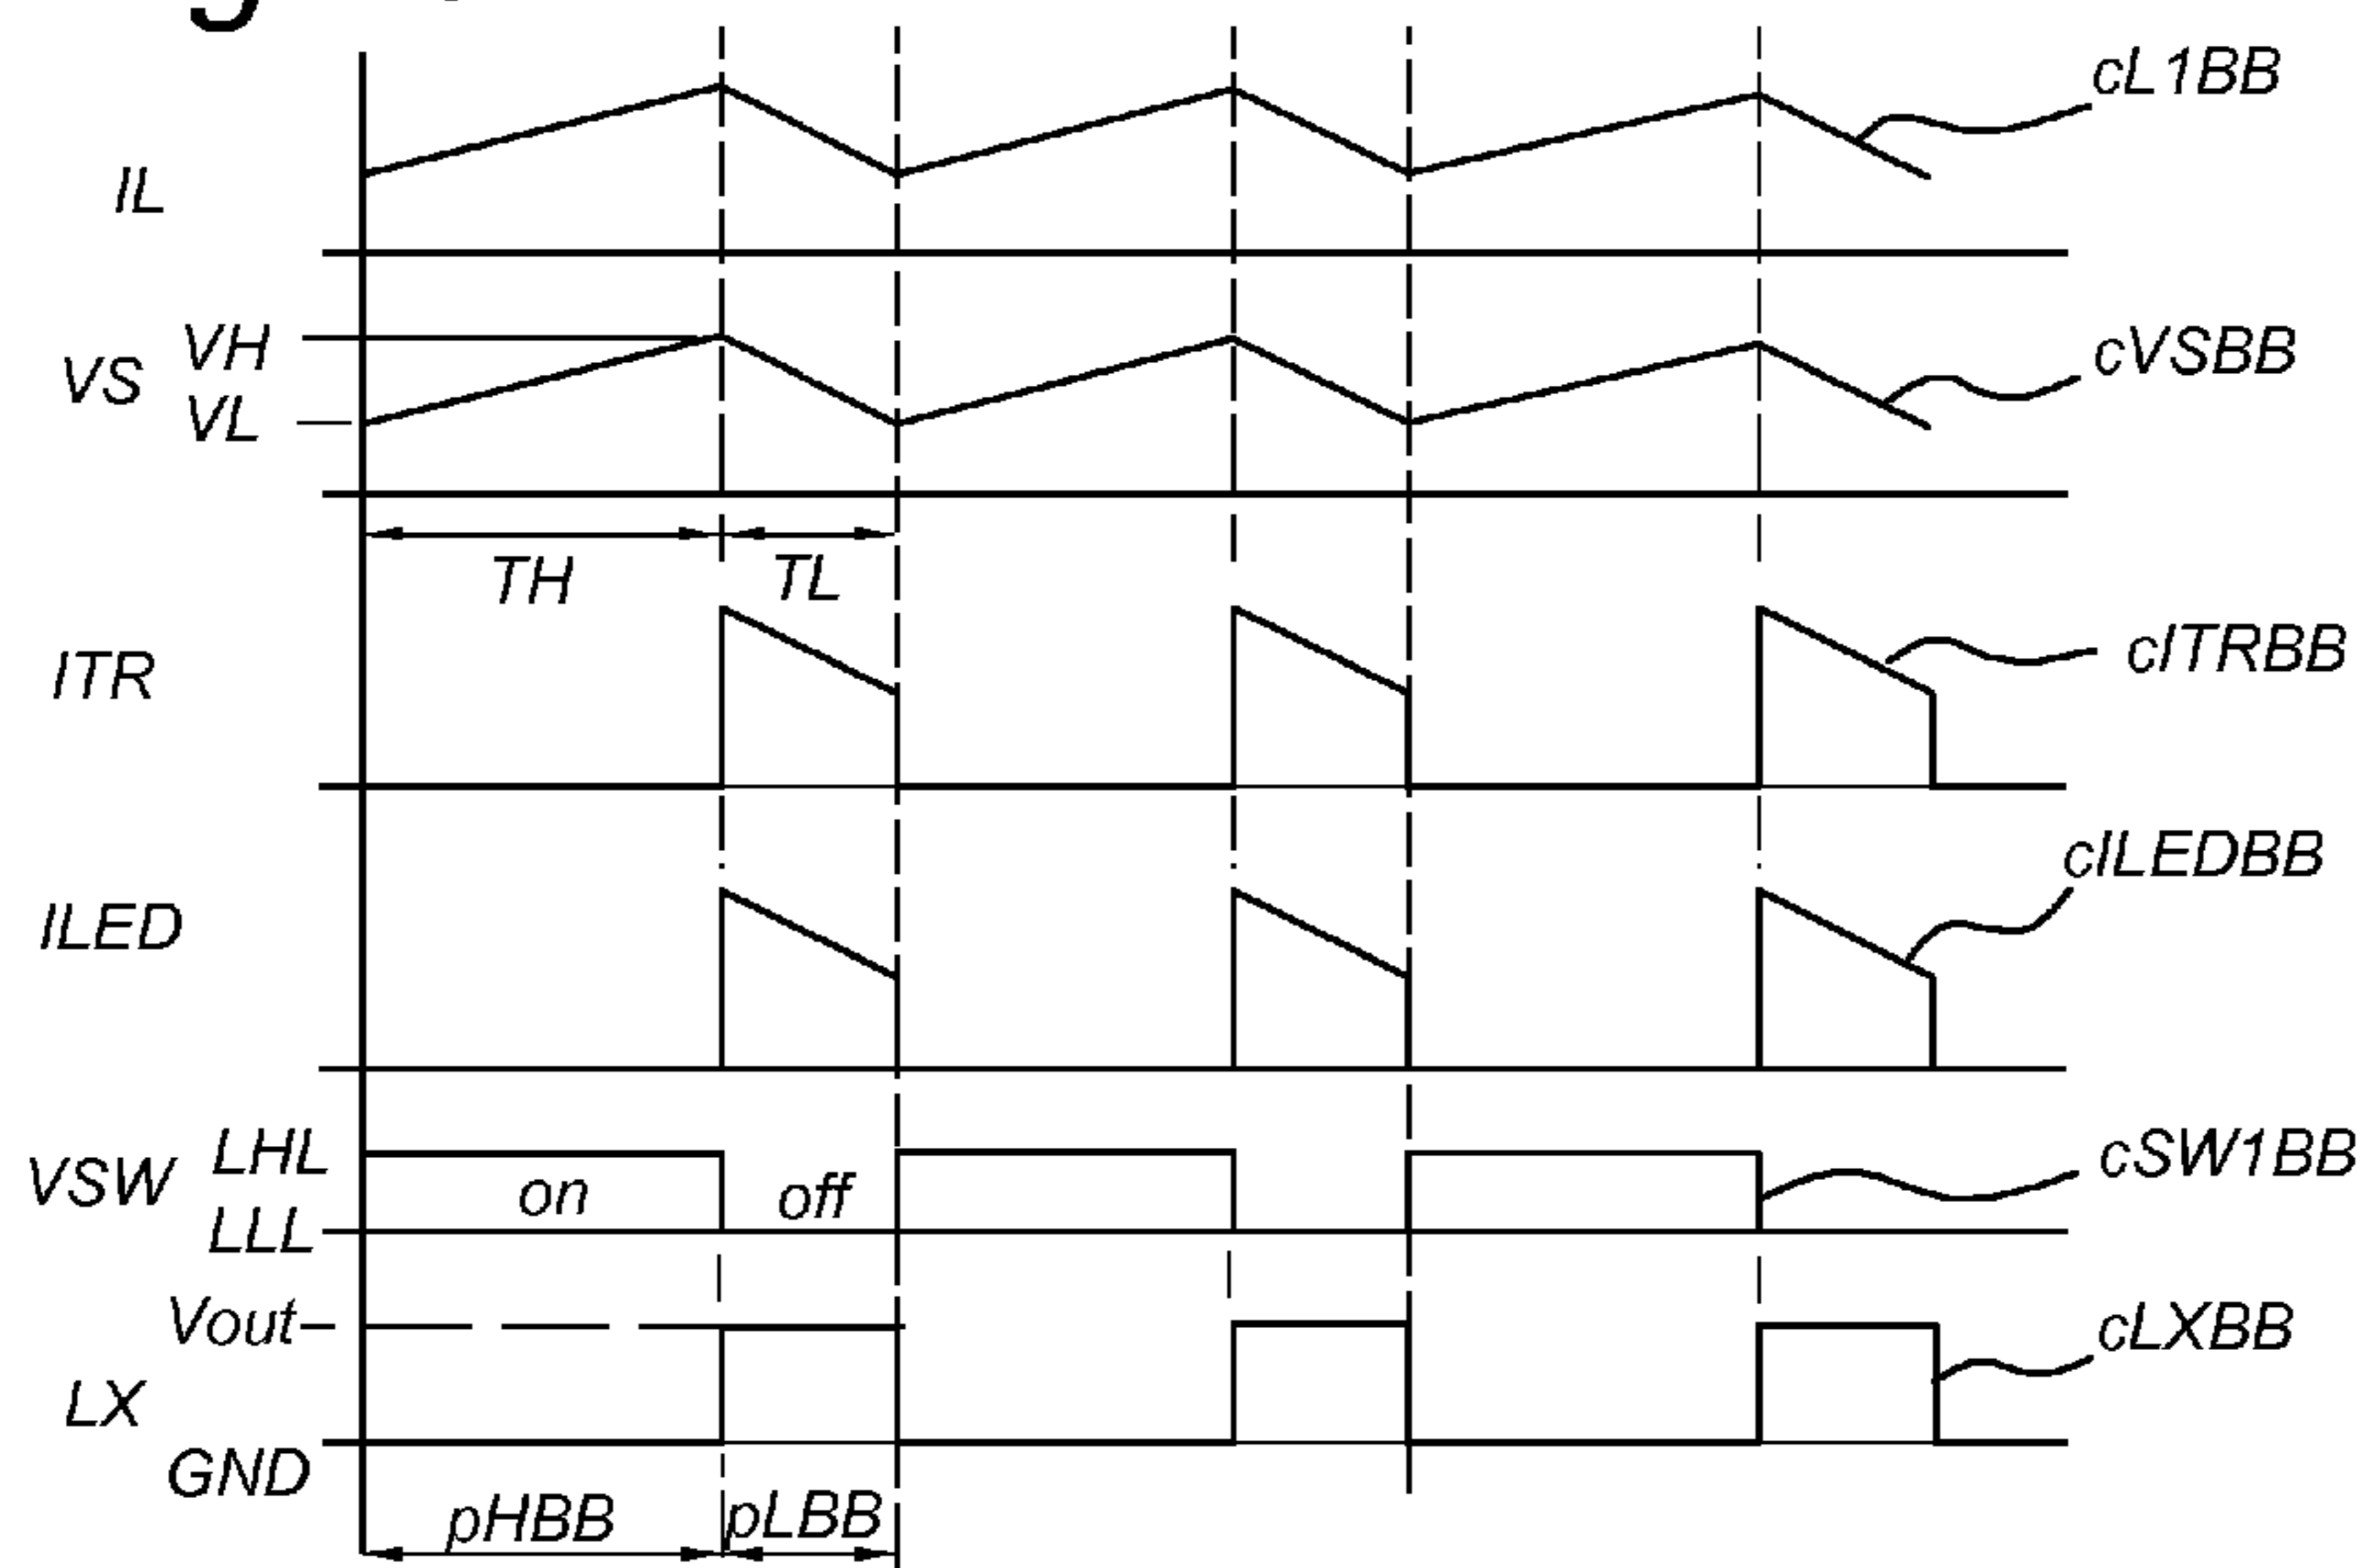 cL1BB
IL
VH
VS
VL
cVSBB
TH
TL
ITR
cITRBB
ILED
cILEDBB
VSW
LHL
LLL
on
off
cSW1BB
Vout
LX
GND
cLXBB
pHBB
pLBB